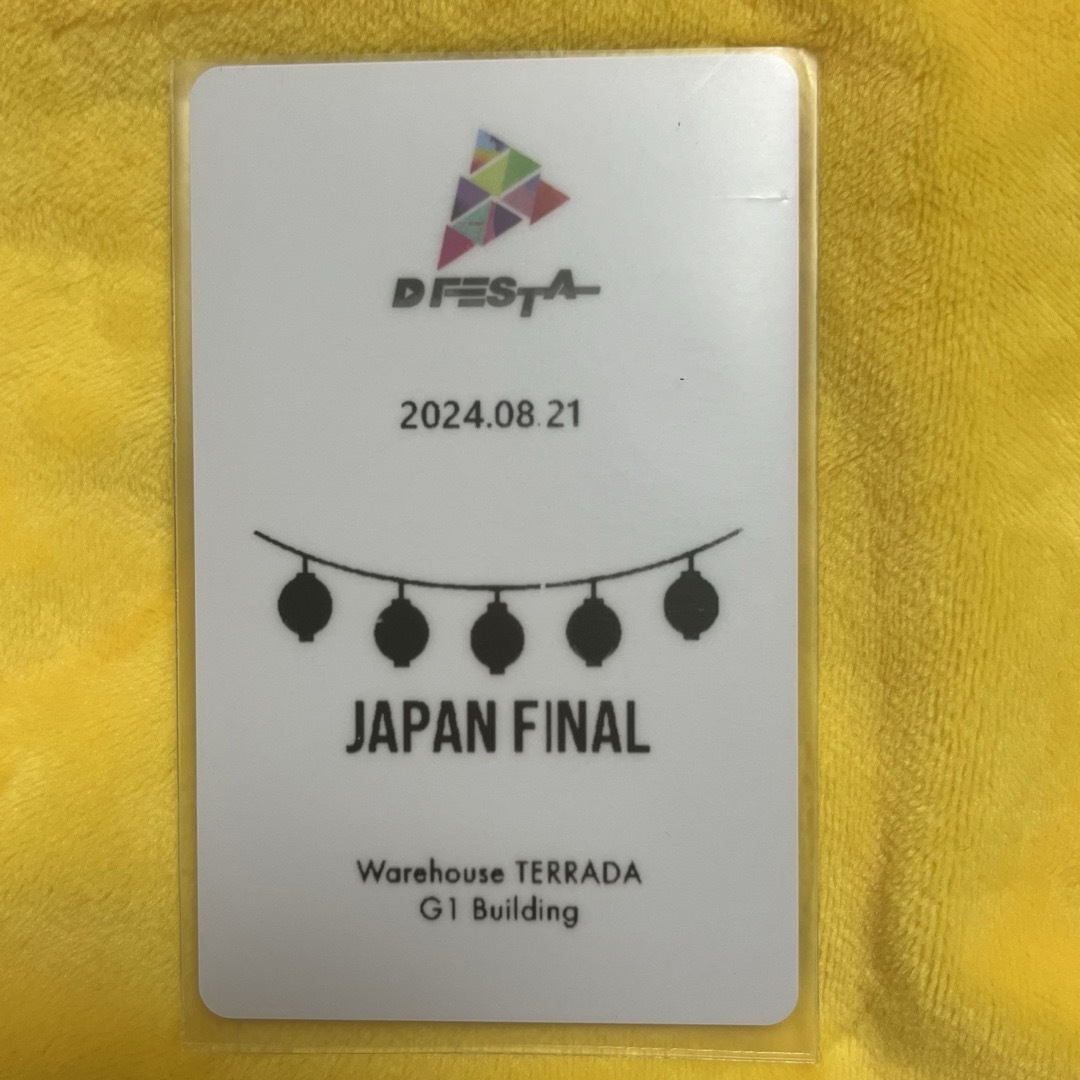 D FESTA
2024.08.21
JAPAN FINAL
Warehouse TERRADA
G1 Building